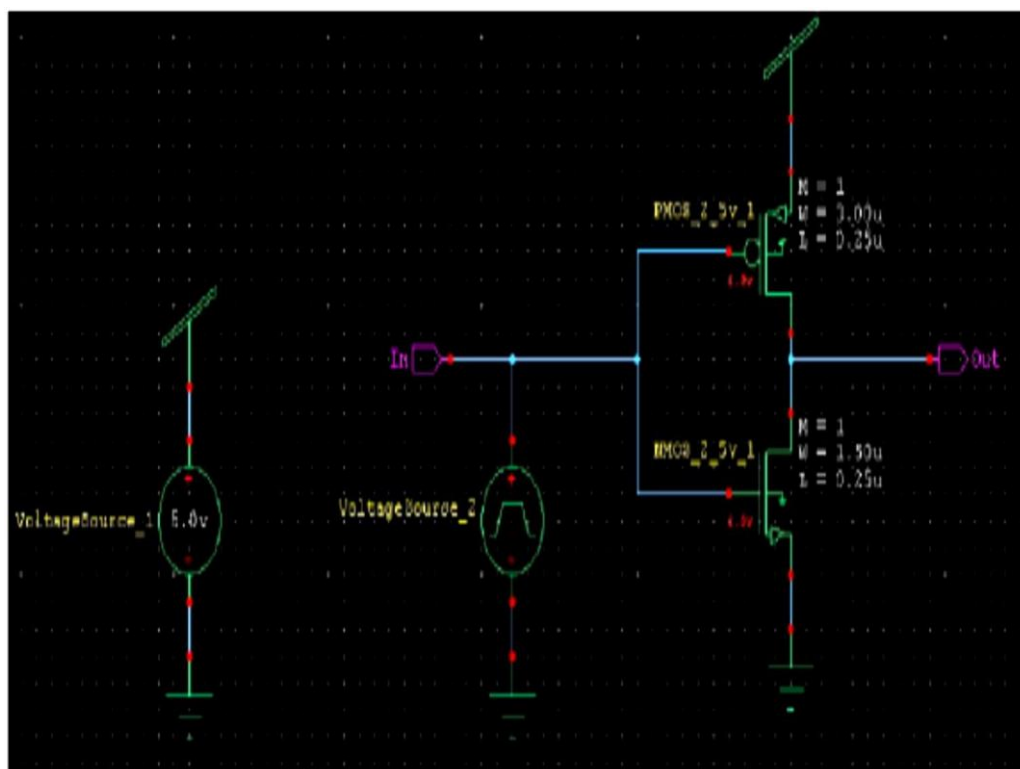 PMOS_2_5v_1
M = 1
W = 3.00u
L = 0.25u
In
Out
NMOS_2_5v_1
M = 1
W = 1.50u
L = 0.25u
VoltageSource_1
5.0v
VoltageSource_2